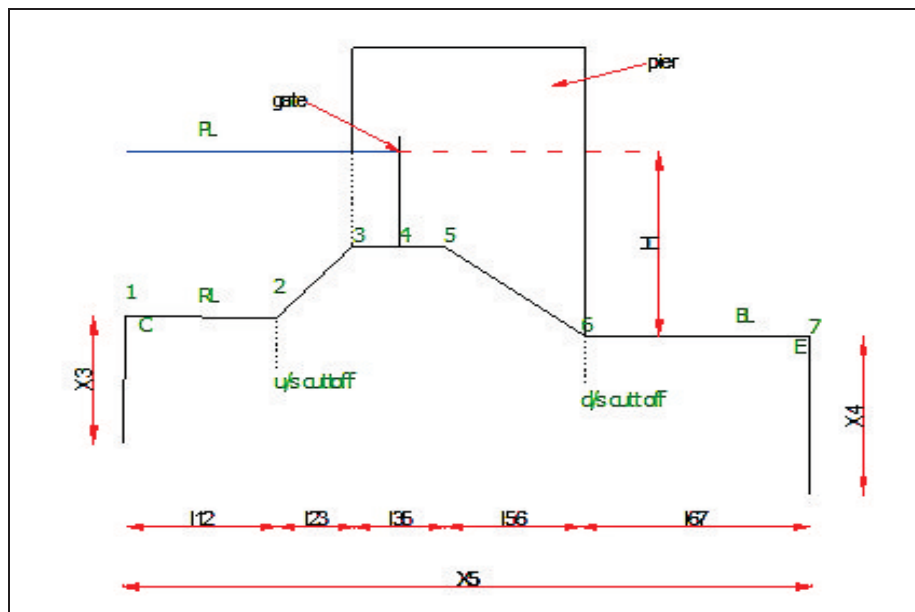 pier
gate
PL
H
3 4 5
1 2
RL
C
6 BL 7
E
X3
u/s cuttoff
d/s cutt off
X4
l12 l23 l35 l56 l67
X5